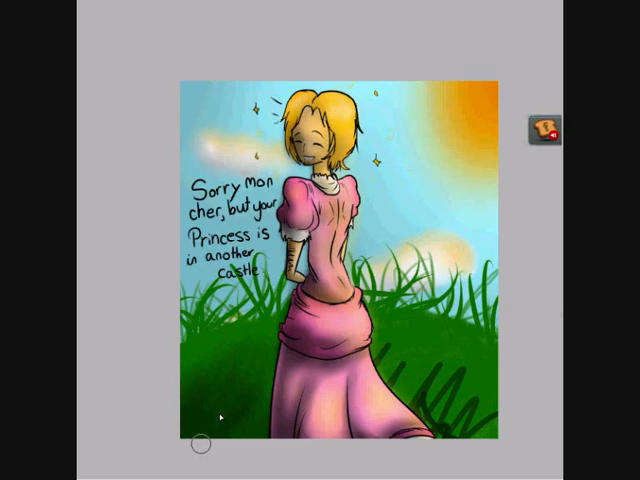 Sorry mon
cher, but your
Princess is
in another
castle